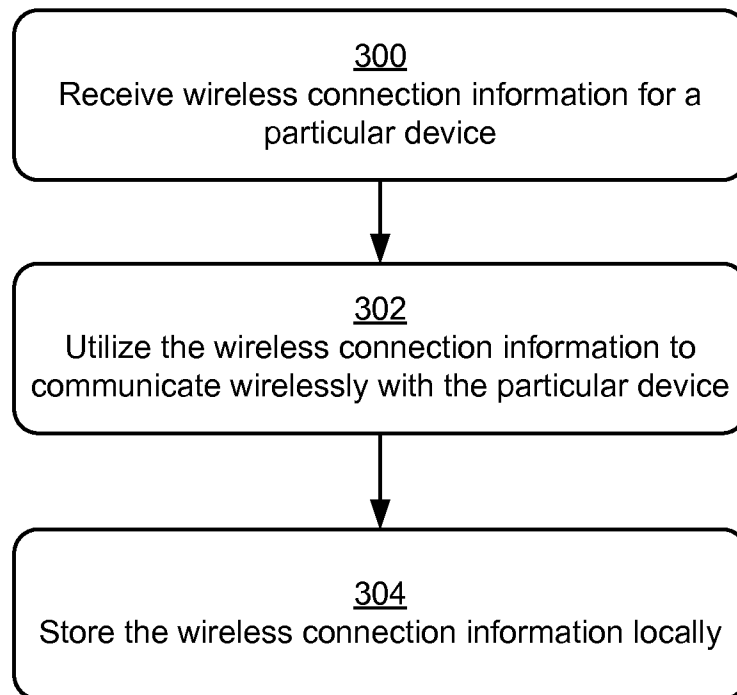 300
Receive wireless connection information for a
particular device
302
Utilize the wireless connection information to
communicate wirelessly with the particular device
304
Store the wireless connection information locally